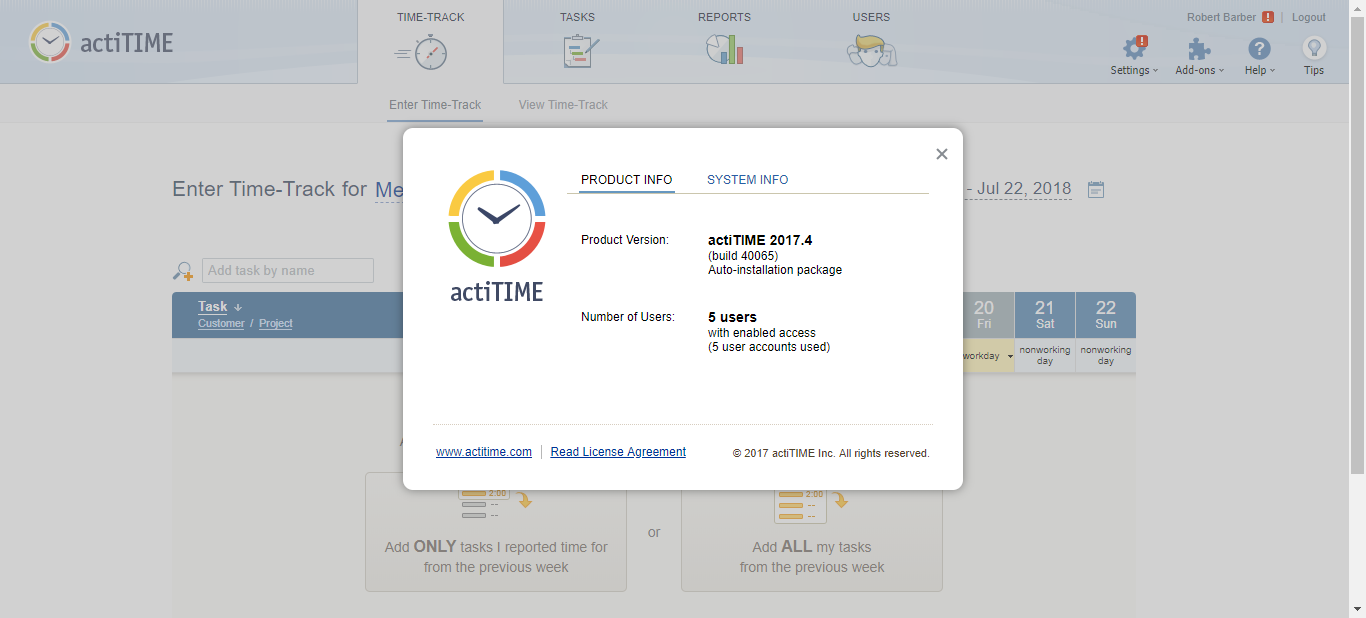 actiTIME
TIME-TRACK
TASKS
REPORTS
USERS
Robert Barber ! | Logout
Settings
Add-ons
Help
Tips
Enter Time-Track
View Time-Track
Enter Time-Track for Me
- Jul 22, 2018
PRODUCT INFO
SYSTEM INFO
actiTIME
Product Version:
actiTIME 2017.4
(build 40065)
Auto-installation package
Number of Users:
5 users
with enabled access
(5 user accounts used)
www.actitime.com
Read License Agreement
© 2017 actiTIME Inc. All rights reserved.
Add task by name
Task
Customer / Project
20
Fri
21
Sat
22
Sun
workday
nonworking
day
nonworking
day
2:00
--
--
Add ONLY tasks I reported time for
from the previous week
or
2:00
--
--
Add ALL my tasks
from the previous week